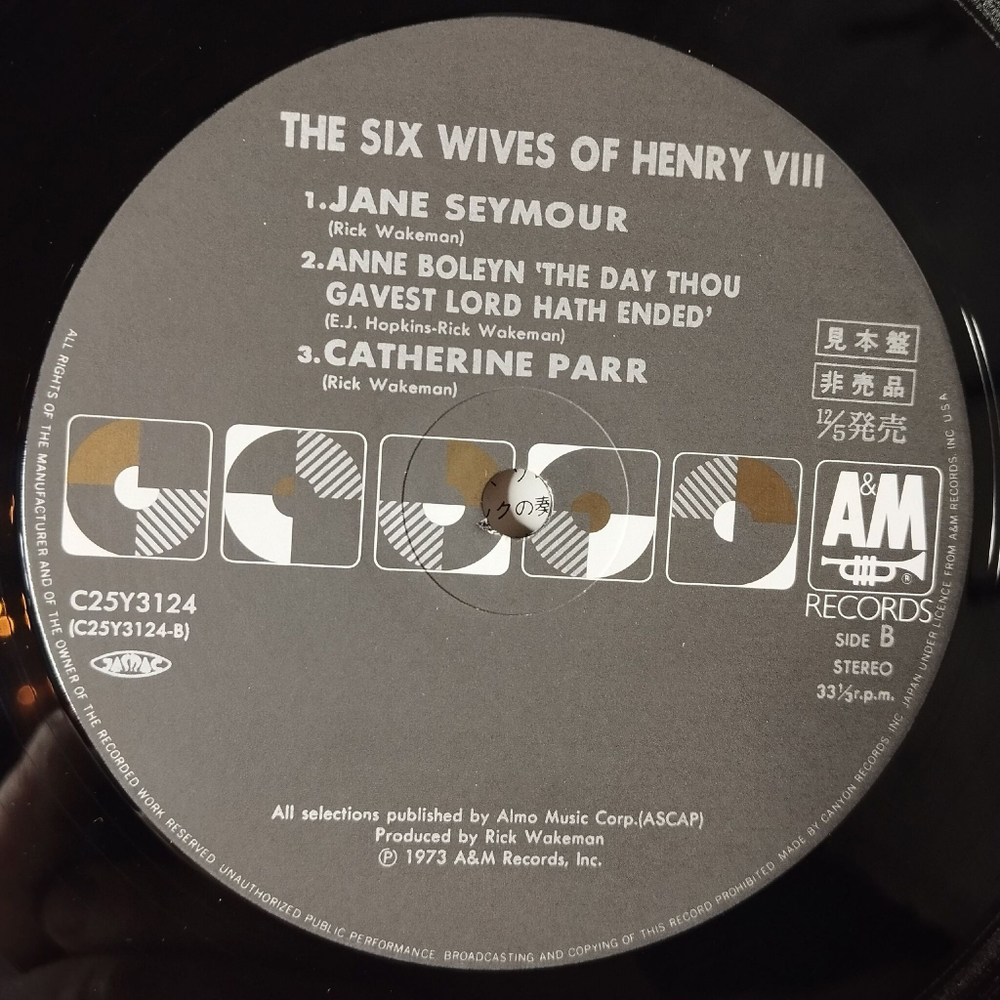 THE SIX WIVES OF HENRY VIII
1.JANE SEYMOUR
(Rick Wakeman)
2.ANNE BOLEYN 'THE DAY THOU
GAVEST LORD HATH ENDED'
(E.J. Hopkins-Rick Wakeman)
3.CATHERINE PARR
(Rick Wakeman)
見本盤
非売品
12/5発売
A&M
®
RECORDS
SIDE B
STEREO
33⅓r.p.m.
C25Y3124
(C25Y3124-B)
JASRAC
クの奏
All selections published by Almo Music Corp.(ASCAP)
Produced by Rick Wakeman
℗ 1973 A&M Records, Inc.
ALL RIGHTS OF THE MANUFACTURER AND OF THE OWNER OF THE RECORDED WORK RESERVED UNAUTHORIZED PUBLIC PERFORMANCE, BROADCASTING AND COPYING OF THIS RECORD PROHIBITED MADE BY CANYON RECORDS, INC. JAPAN UNDER LICENCE FROM A&M RECORDS, INC. U.S.A.